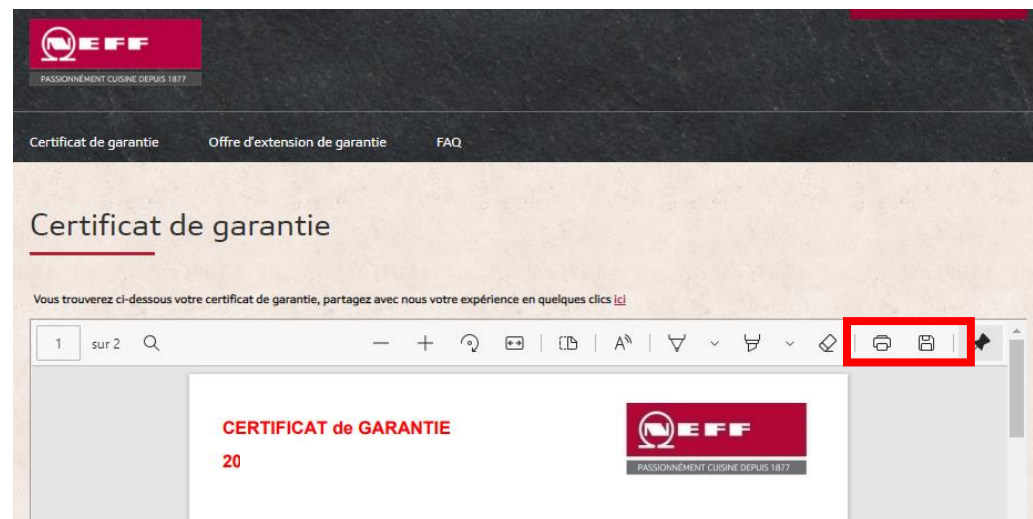 NEFF
PASSIONNÉMENT CUISINE DEPUIS 1877
Certificat de garantie Offre d'extension de garantie FAQ
Certificat de garantie
Vous trouverez ci-dessous votre certificat de garantie, partagez avec nous votre expérience en quelques clics ici
1 sur 2
CERTIFICAT de GARANTIE
20
NEFF
PASSIONNÉMENT CUISINE DEPUIS 1877